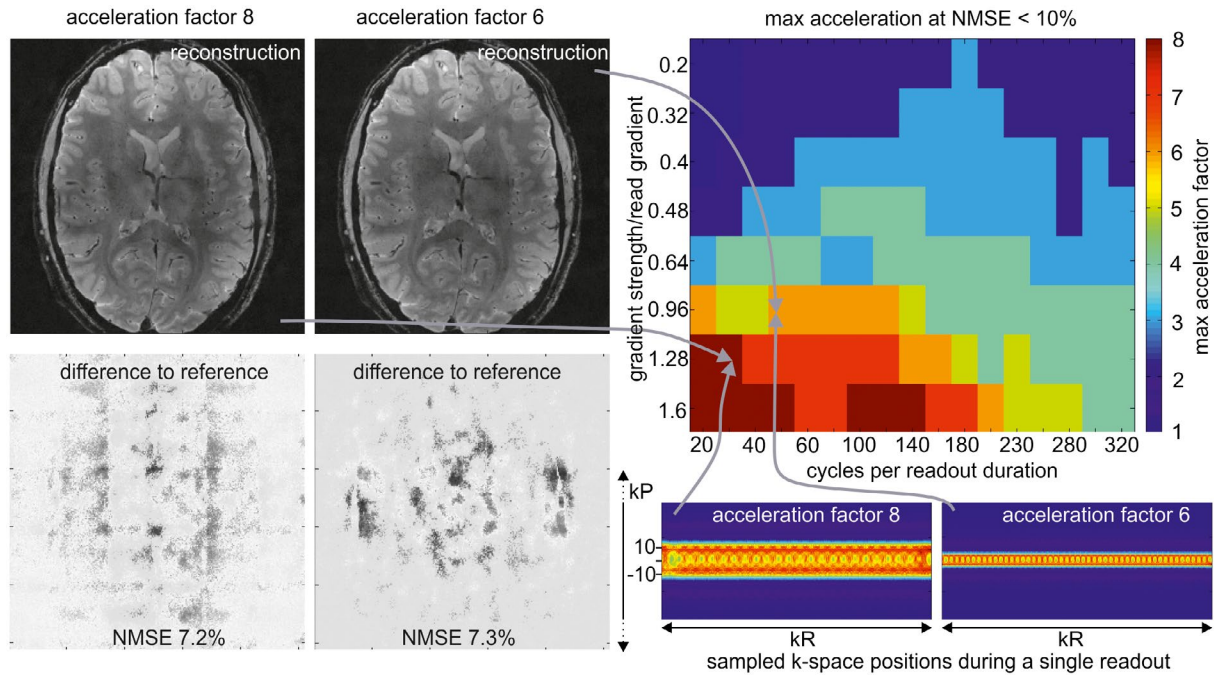 acceleration factor 8
acceleration factor 6
max acceleration at NMSE < 10%
reconstruction
reconstruction
gradient strength/read gradient
0.2
0.32
0.4
0.48
0.64
0.96
1.28
1.6
20 40 60 100 140 180 230 280 320
cycles per readout duration
8
7
6
5
4
3
2
1
max acceleration factor
difference to reference
NMSE 7.2%
difference to reference
NMSE 7.3%
kP
10
-10
acceleration factor 8
acceleration factor 6
kR
kR
sampled k-space positions during a single readout